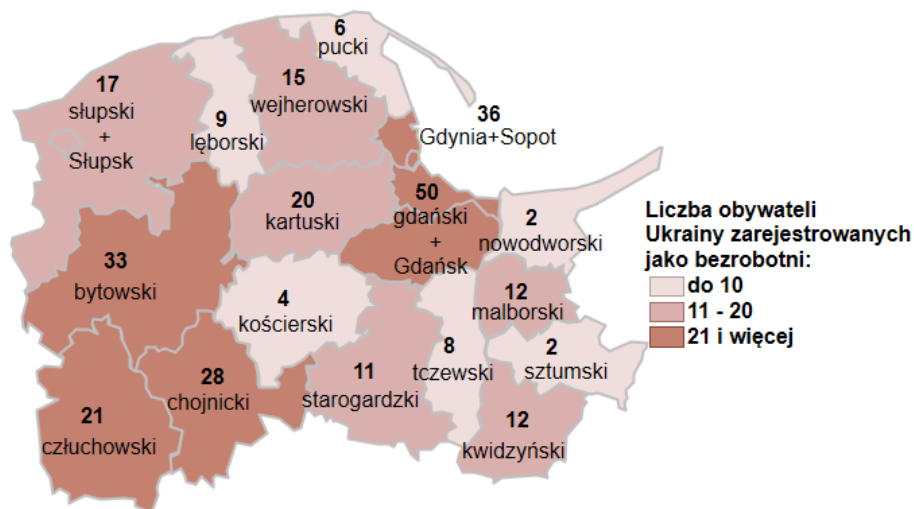 6
pucki
17
słupski
+
Słupsk
15
wejherowski
9
lęborski
36
Gdynia+Sopot
20
kartuski
50
gdański
+
Gdańsk
2
nowodworski
33
bytowski
4
kościerski
12
malborski
8
tczewski
2
sztumski
28
chojnicki
11
starogardzki
21
człuchowski
12
kwidzyński
Liczba obywateli
Ukrainy zarejestrowanych
jako bezrobotni:
do 10
11 - 20
21 i więcej